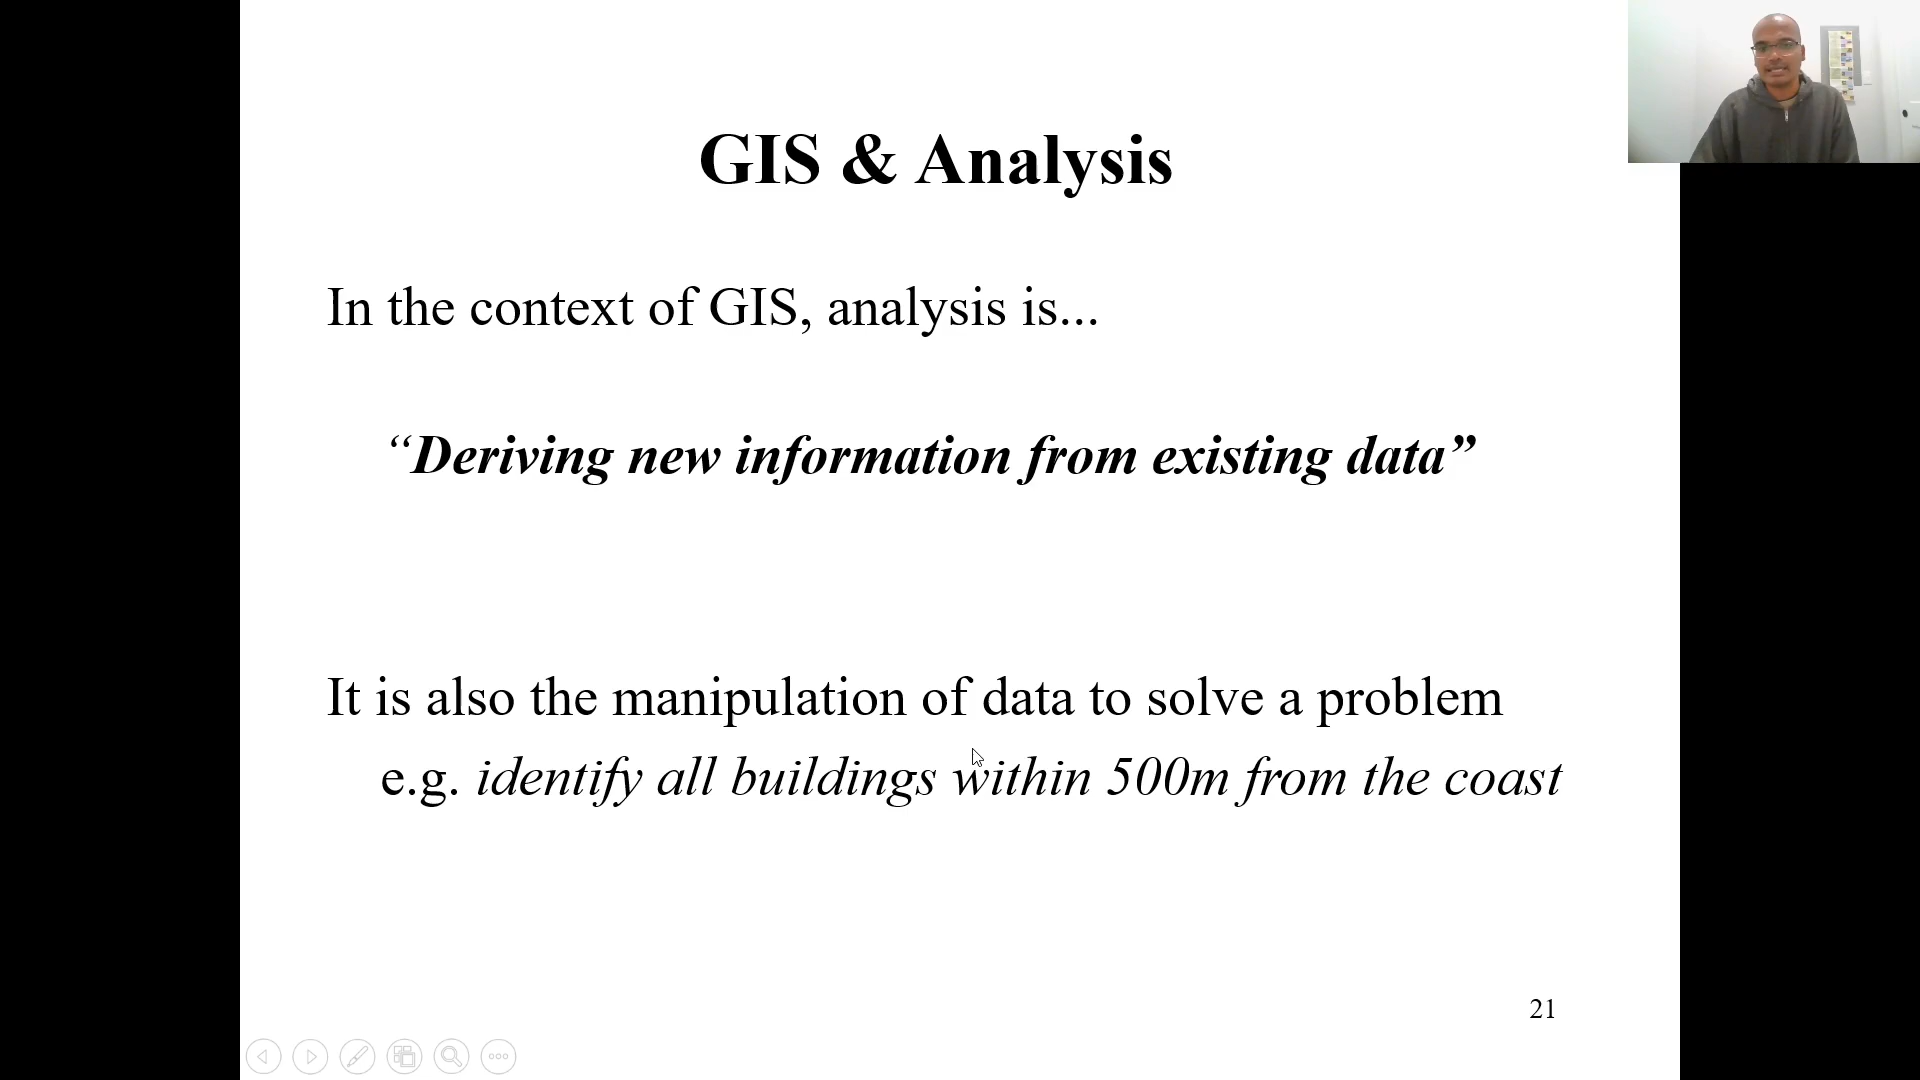 GIS & Analysis
In the context of GIS, analysis is...
“Deriving new information from existing data”
It is also the manipulation of data to solve a problem
e.g. identify all buildings within 500m from the coast
21